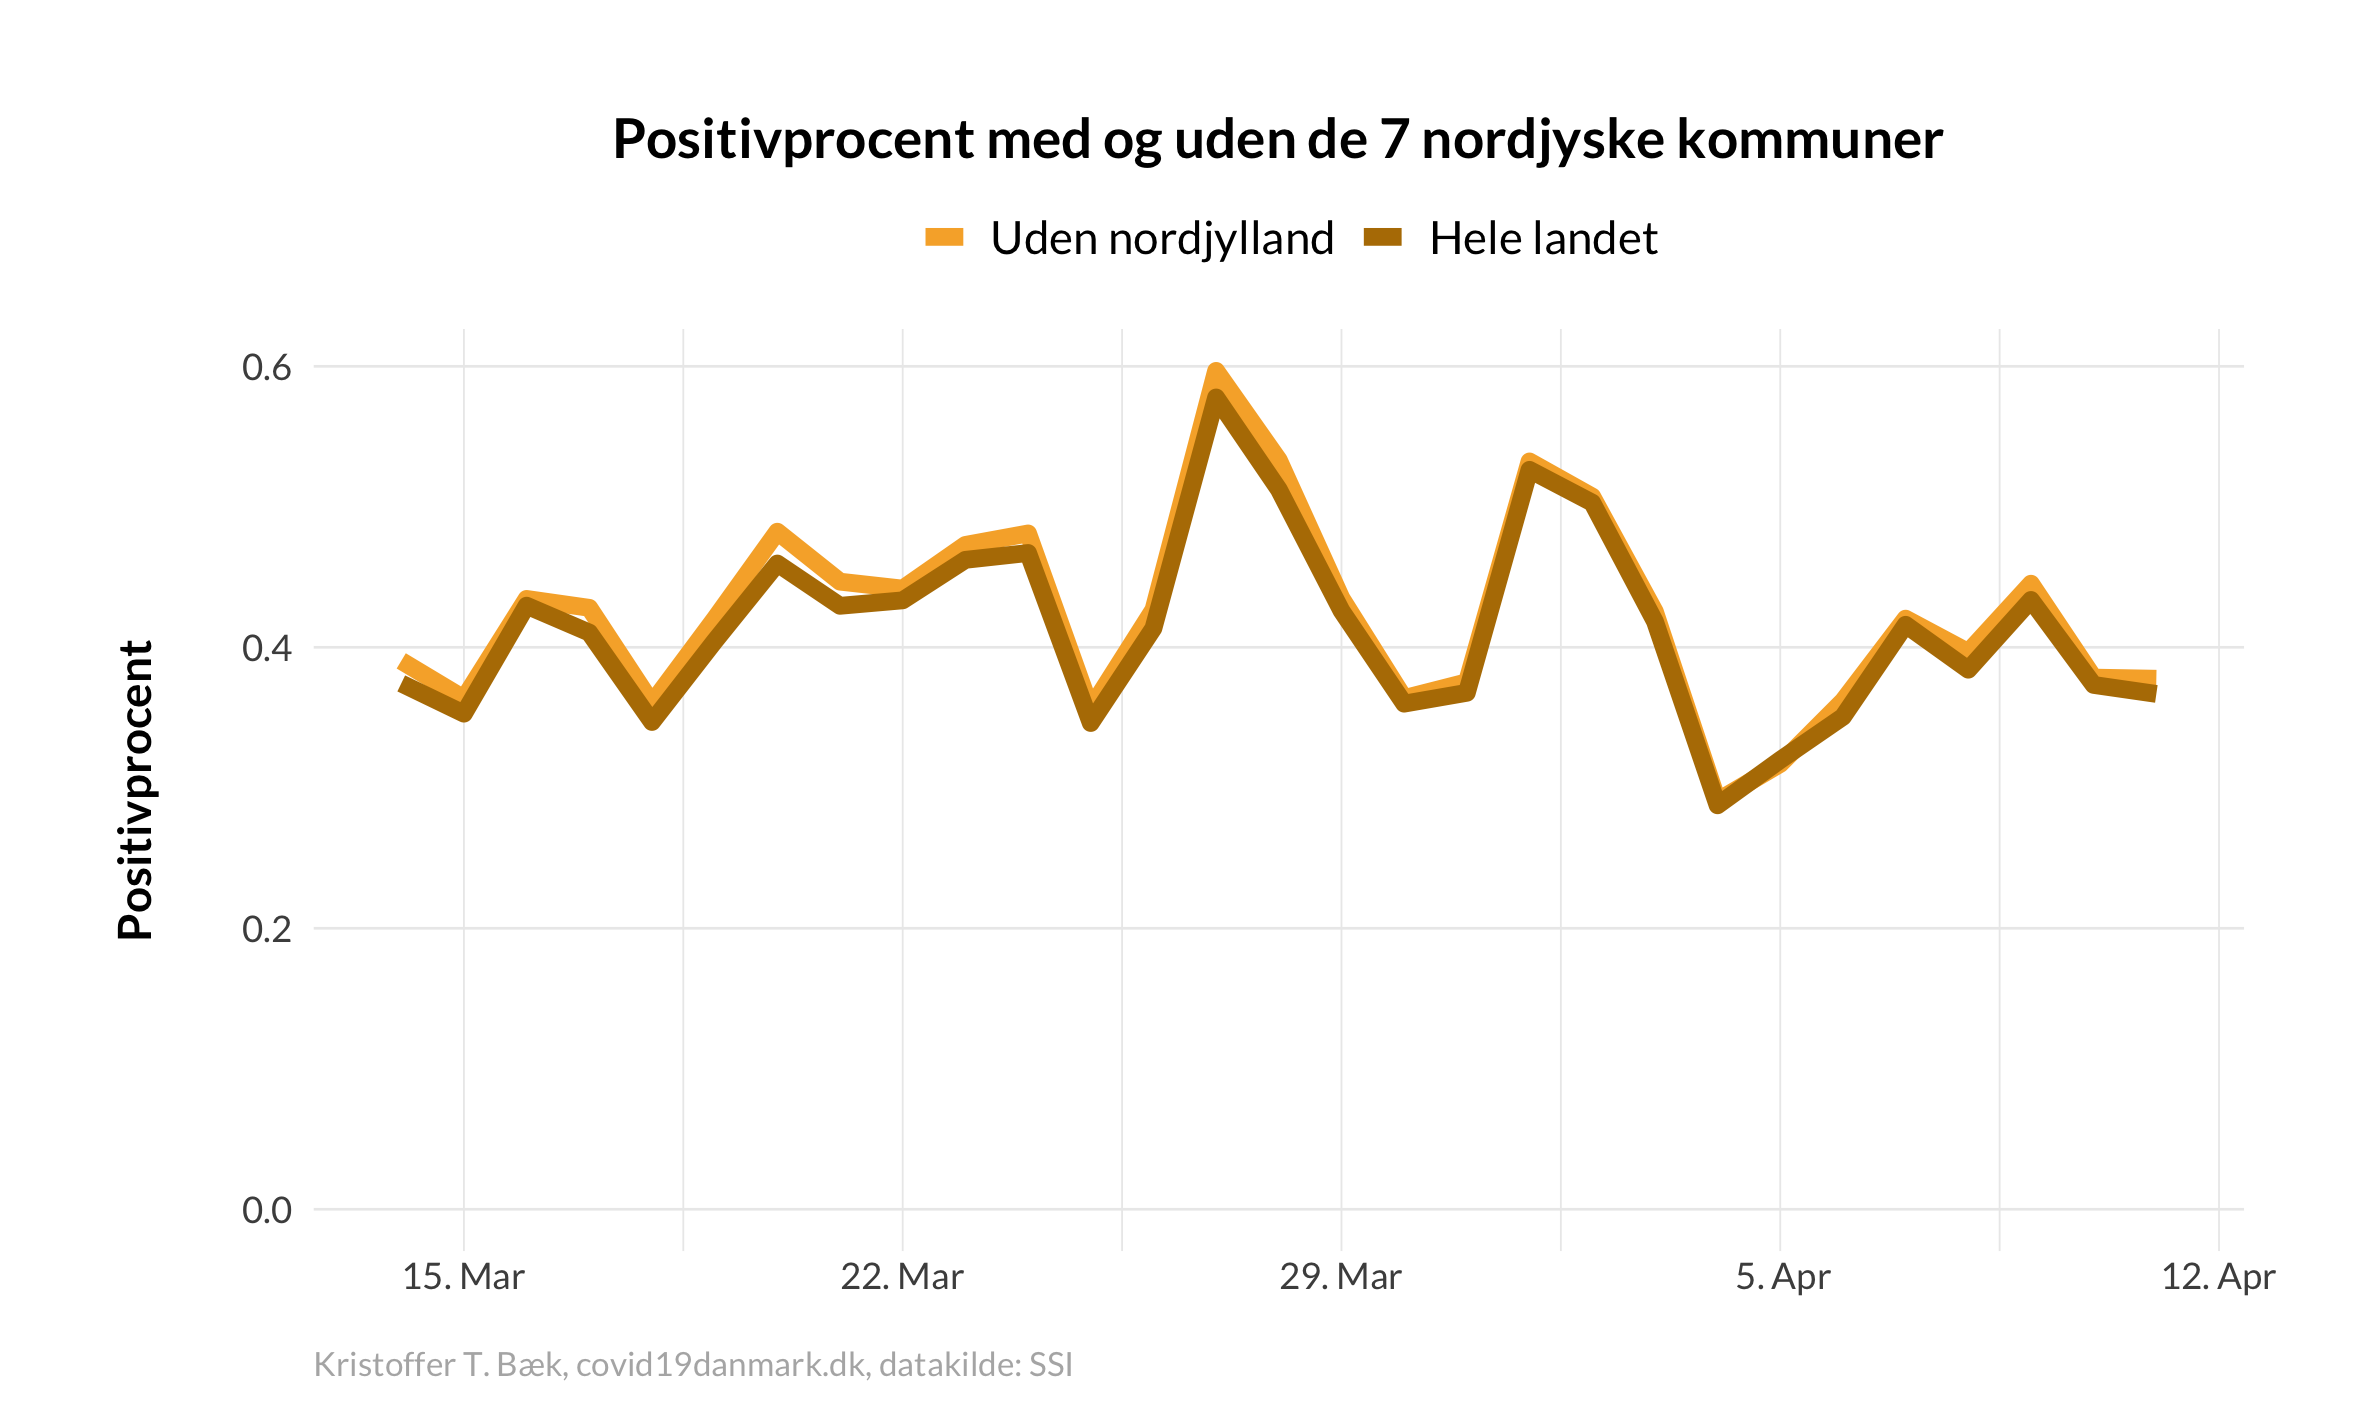 Positivprocent med og uden de 7 nordjyske kommuner
Uden nordjylland Hele landet
Positivprocent
0.6
0.4
0.2
0.0
15. Mar 22. Mar 29. Mar 5. Apr 12. Apr
Kristoffer T. Bæk, covid19danmark.dk, datakilde: SSI